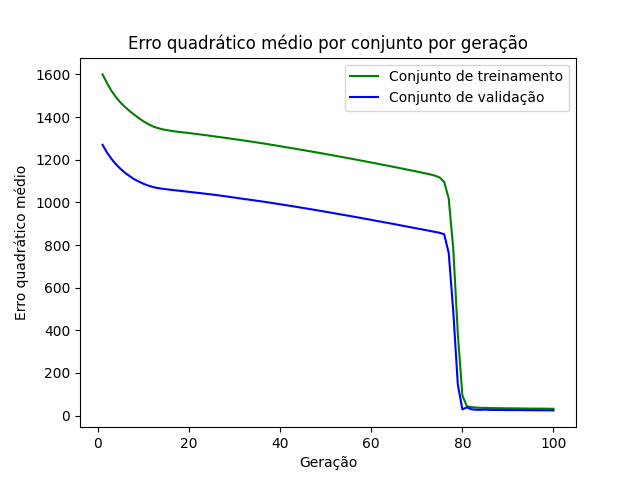 Erro quadrático médio por conjunto por geração
Conjunto de treinamento
Conjunto de validação
Erro quadrático médio
1600
1400
1200
1000
800
600
400
200
0
0 20 40 60 80 100
Geração